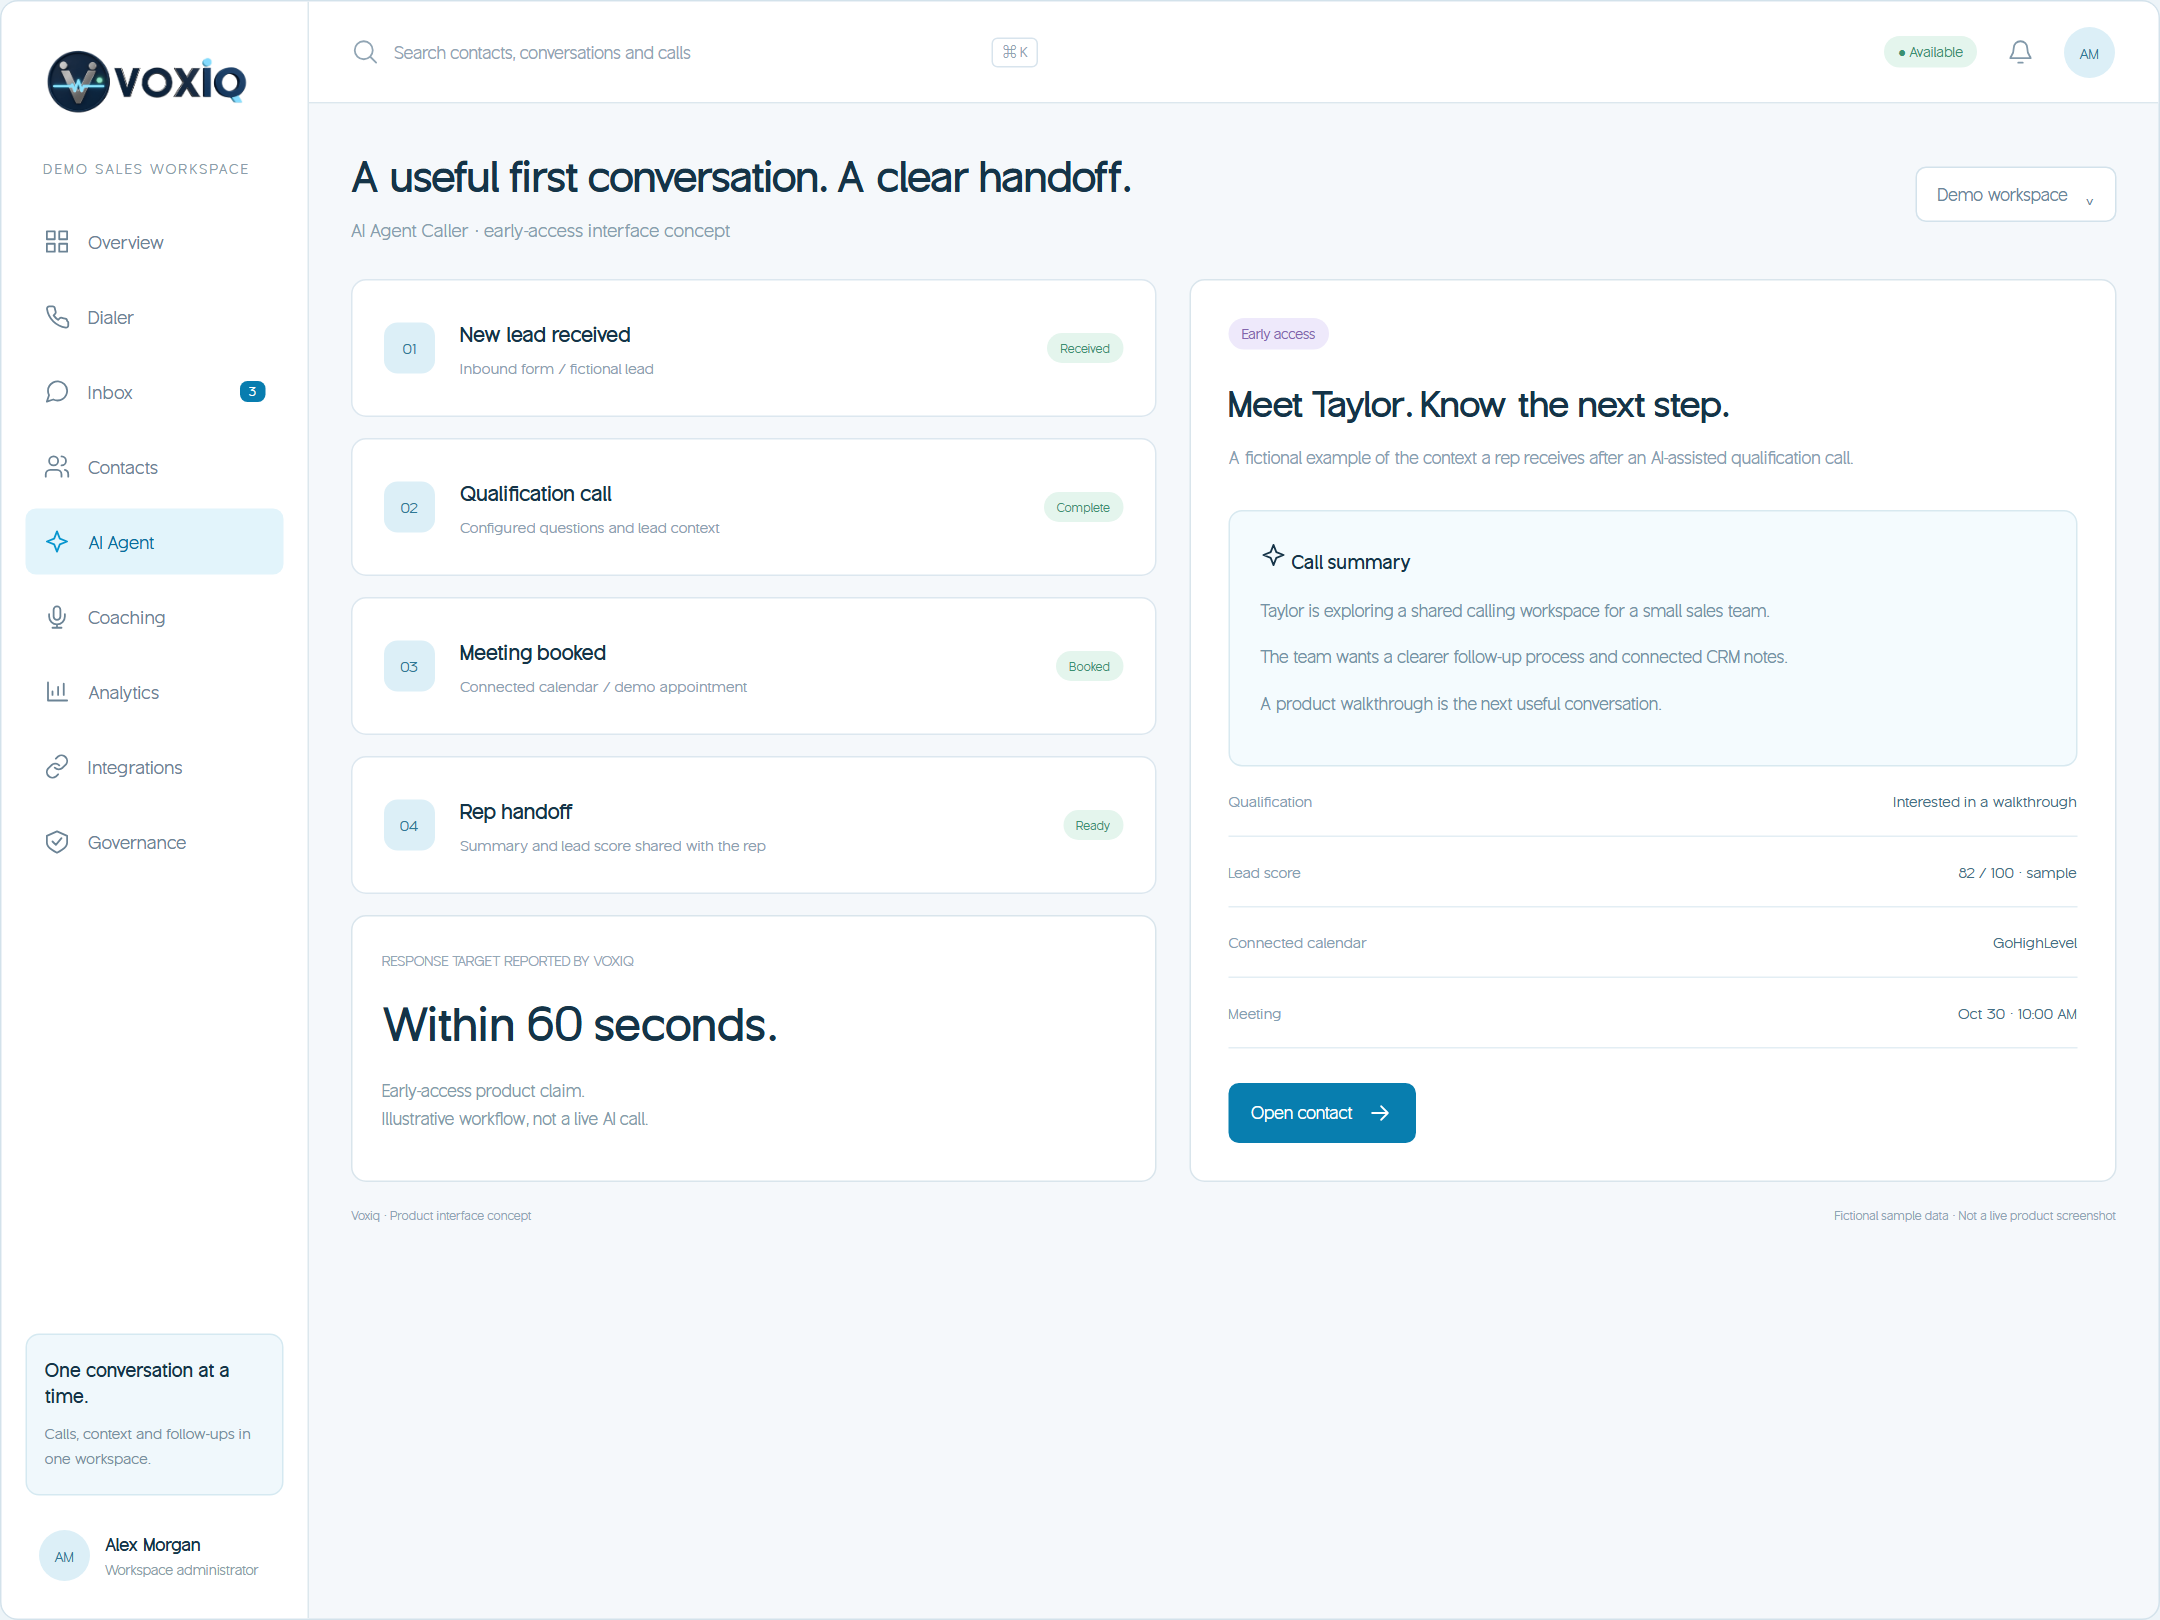 voxiq
DEMO SALES WORKSPACE
Overview
Dialer
Inbox
3
Contacts
AI Agent
Coaching
Analytics
Integrations
Governance
One conversation at a
time.
Calls, context and follow-ups in
one workspace.
AM
Alex Morgan
Workspace administrator
Search contacts, conversations and calls
⌘ K
● Available
AM
A useful first conversation. A clear handoff.
AI Agent Caller · early-access interface concept
Demo workspace
v
01
New lead received
Inbound form / fictional lead
Received
02
Qualification call
Configured questions and lead context
Complete
03
Meeting booked
Connected calendar / demo appointment
Booked
04
Rep handoff
Summary and lead score shared with the rep
Ready
RESPONSE TARGET REPORTED BY VOXIQ
Within 60 seconds.
Early-access product claim.
Illustrative workflow, not a live AI call.
Early access
Meet Taylor. Know the next step.
A fictional example of the context a rep receives after an AI-assisted qualification call.
Call summary
Taylor is exploring a shared calling workspace for a small sales team.
The team wants a clearer follow-up process and connected CRM notes.
A product walkthrough is the next useful conversation.
Qualification
Interested in a walkthrough
Lead score
82 / 100 · sample
Connected calendar
GoHighLevel
Meeting
Oct 30 · 10:00 AM
Open contact →
Voxiq · Product interface concept
Fictional sample data · Not a live product screenshot